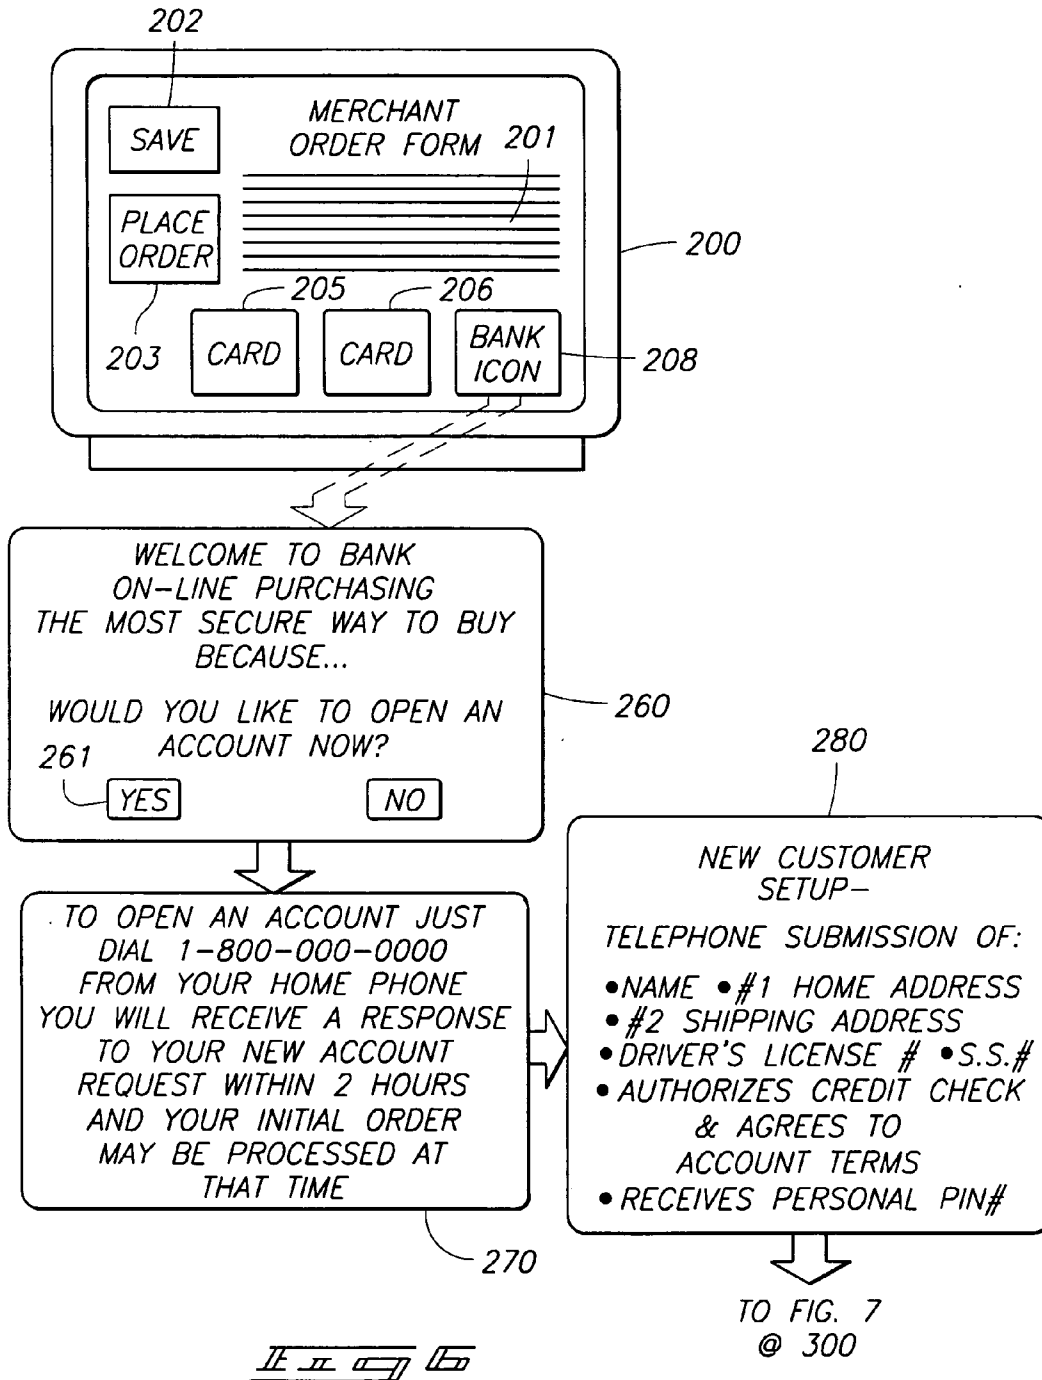 202
SAVE
MERCHANT
ORDER FORM
201
PLACE
ORDER
200
205
206
203
CARD
CARD
BANK
ICON
208
WELCOME TO BANK
ON-LINE PURCHASING
THE MOST SECURE WAY TO BUY
BECAUSE...
WOULD YOU LIKE TO OPEN AN
ACCOUNT NOW?
260
261
YES
NO
TO OPEN AN ACCOUNT JUST
DIAL 1-800-000-0000
FROM YOUR HOME PHONE
YOU WILL RECEIVE A RESPONSE
TO YOUR NEW ACCOUNT
REQUEST WITHIN 2 HOURS
AND YOUR INITIAL ORDER
MAY BE PROCESSED AT
THAT TIME
270
280
NEW CUSTOMER
SETUP-
TELEPHONE SUBMISSION OF:
•NAME •#1 HOME ADDRESS
•#2 SHIPPING ADDRESS
•DRIVER'S LICENSE # •S.S.#
•AUTHORIZES CREDIT CHECK
& AGREES TO
ACCOUNT TERMS
•RECEIVES PERSONAL PIN#
TO FIG. 7
@ 300
Fig 6